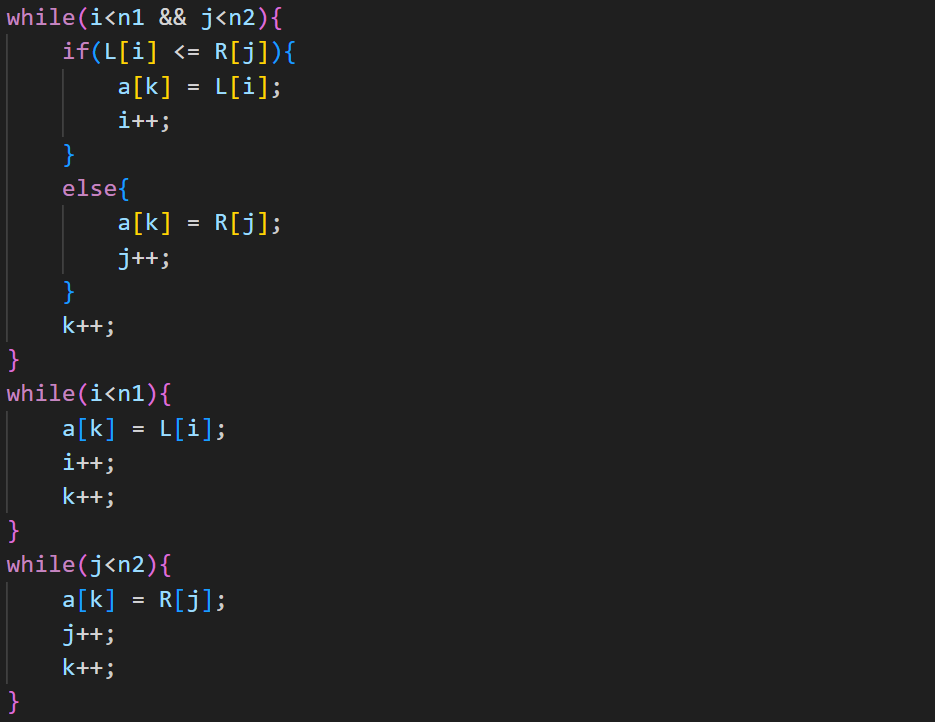 while(i<n1 && j<n2){
    if(L[i] <= R[j]){
        a[k] = L[i];
        i++;
    }
    else{
        a[k] = R[j];
        j++;
    }
    k++;
}
while(i<n1){
    a[k] = L[i];
    i++;
    k++;
}
while(j<n2){
    a[k] = R[j];
    j++;
    k++;
}